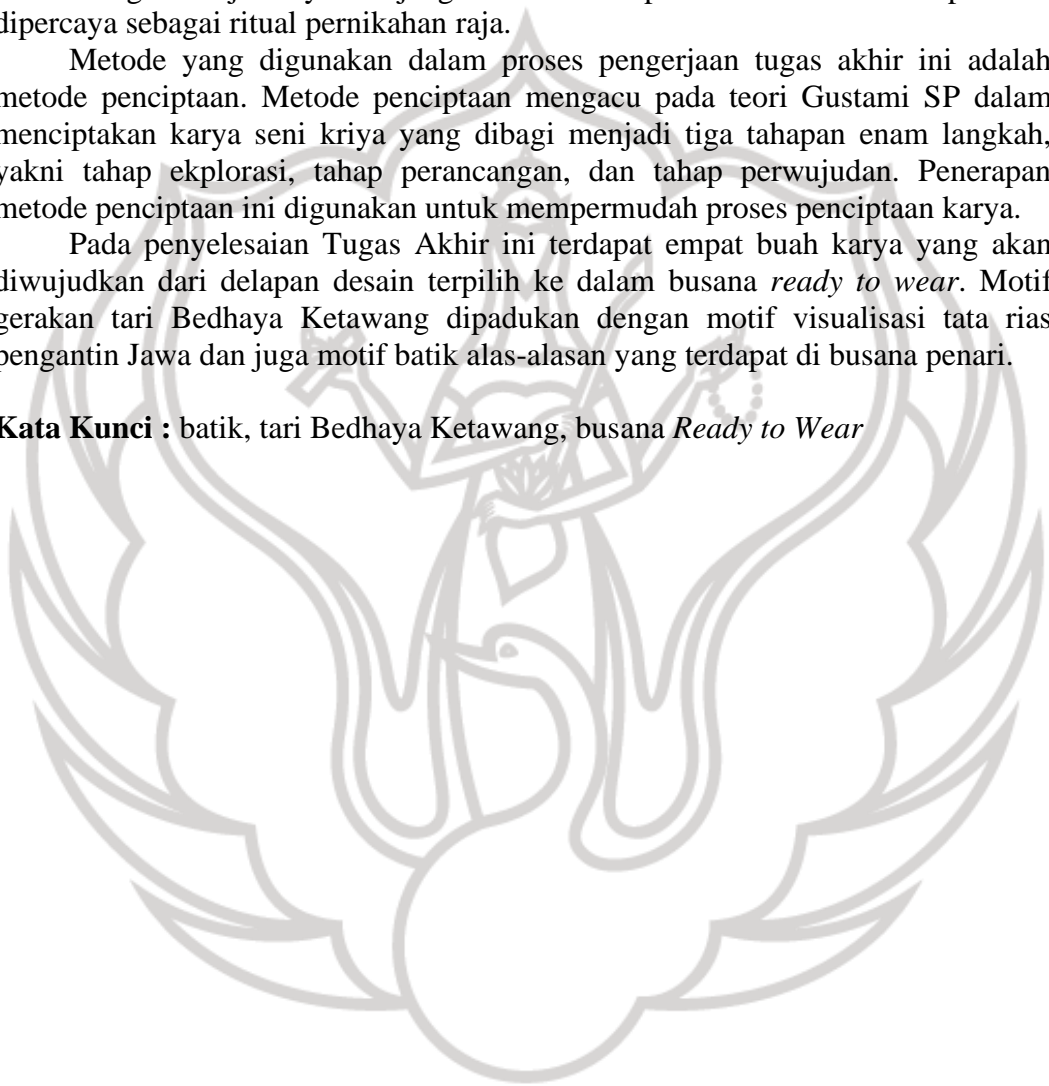 dipercaya sebagai ritual pernikahan raja.
Metode yang digunakan dalam proses pengerjaan tugas akhir ini adalah
metode penciptaan. Metode penciptaan mengacu pada teori Gustami SP dalam
menciptakan karya seni kriya yang dibagi menjadi tiga tahapan enam langkah,
yakni tahap ekplorasi, tahap perancangan, dan tahap perwujudan. Penerapan
metode penciptaan ini digunakan untuk mempermudah proses penciptaan karya.
Pada penyelesaian Tugas Akhir ini terdapat empat buah karya yang akan
diwujudkan dari delapan desain terpilih ke dalam busana ready to wear. Motif
gerakan tari Bedhaya Ketawang dipadukan dengan motif visualisasi tata rias
pengantin Jawa dan juga motif batik alas-alasan yang terdapat di busana penari.
Kata Kunci : batik, tari Bedhaya Ketawang, busana Ready to Wear